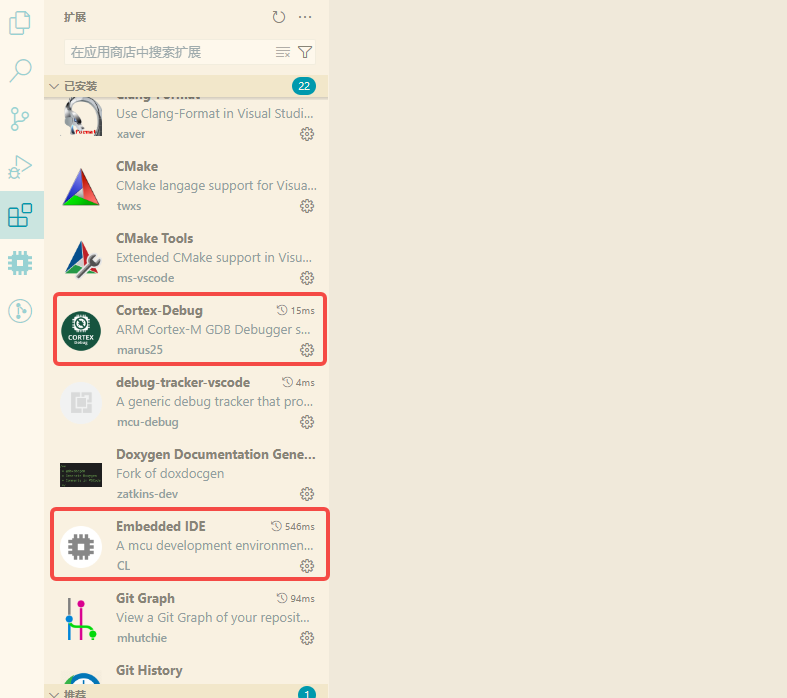 扩展
在应用商店中搜索扩展
已安装
22
Clang-Format
Use Clang-Format in Visual Studi...
xaver
CMake
CMake langage support for Visua...
twxs
CMake Tools
Extended CMake support in Visu...
ms-vscode
Cortex-Debug 15ms
ARM Cortex-M GDB Debugger s...
CORTEX
Debug
marus25
debug-tracker-vscode 4ms
A generic debug tracker that pro...
mcu-debug
Doxygen Documentation Gene...
Fork of doxdocgen
zatkins-dev
Embedded IDE 546ms
A mcu development environmen...
CL
Git Graph 94ms
View a Git Graph of your reposit...
mhutchie
Git History
推荐
1